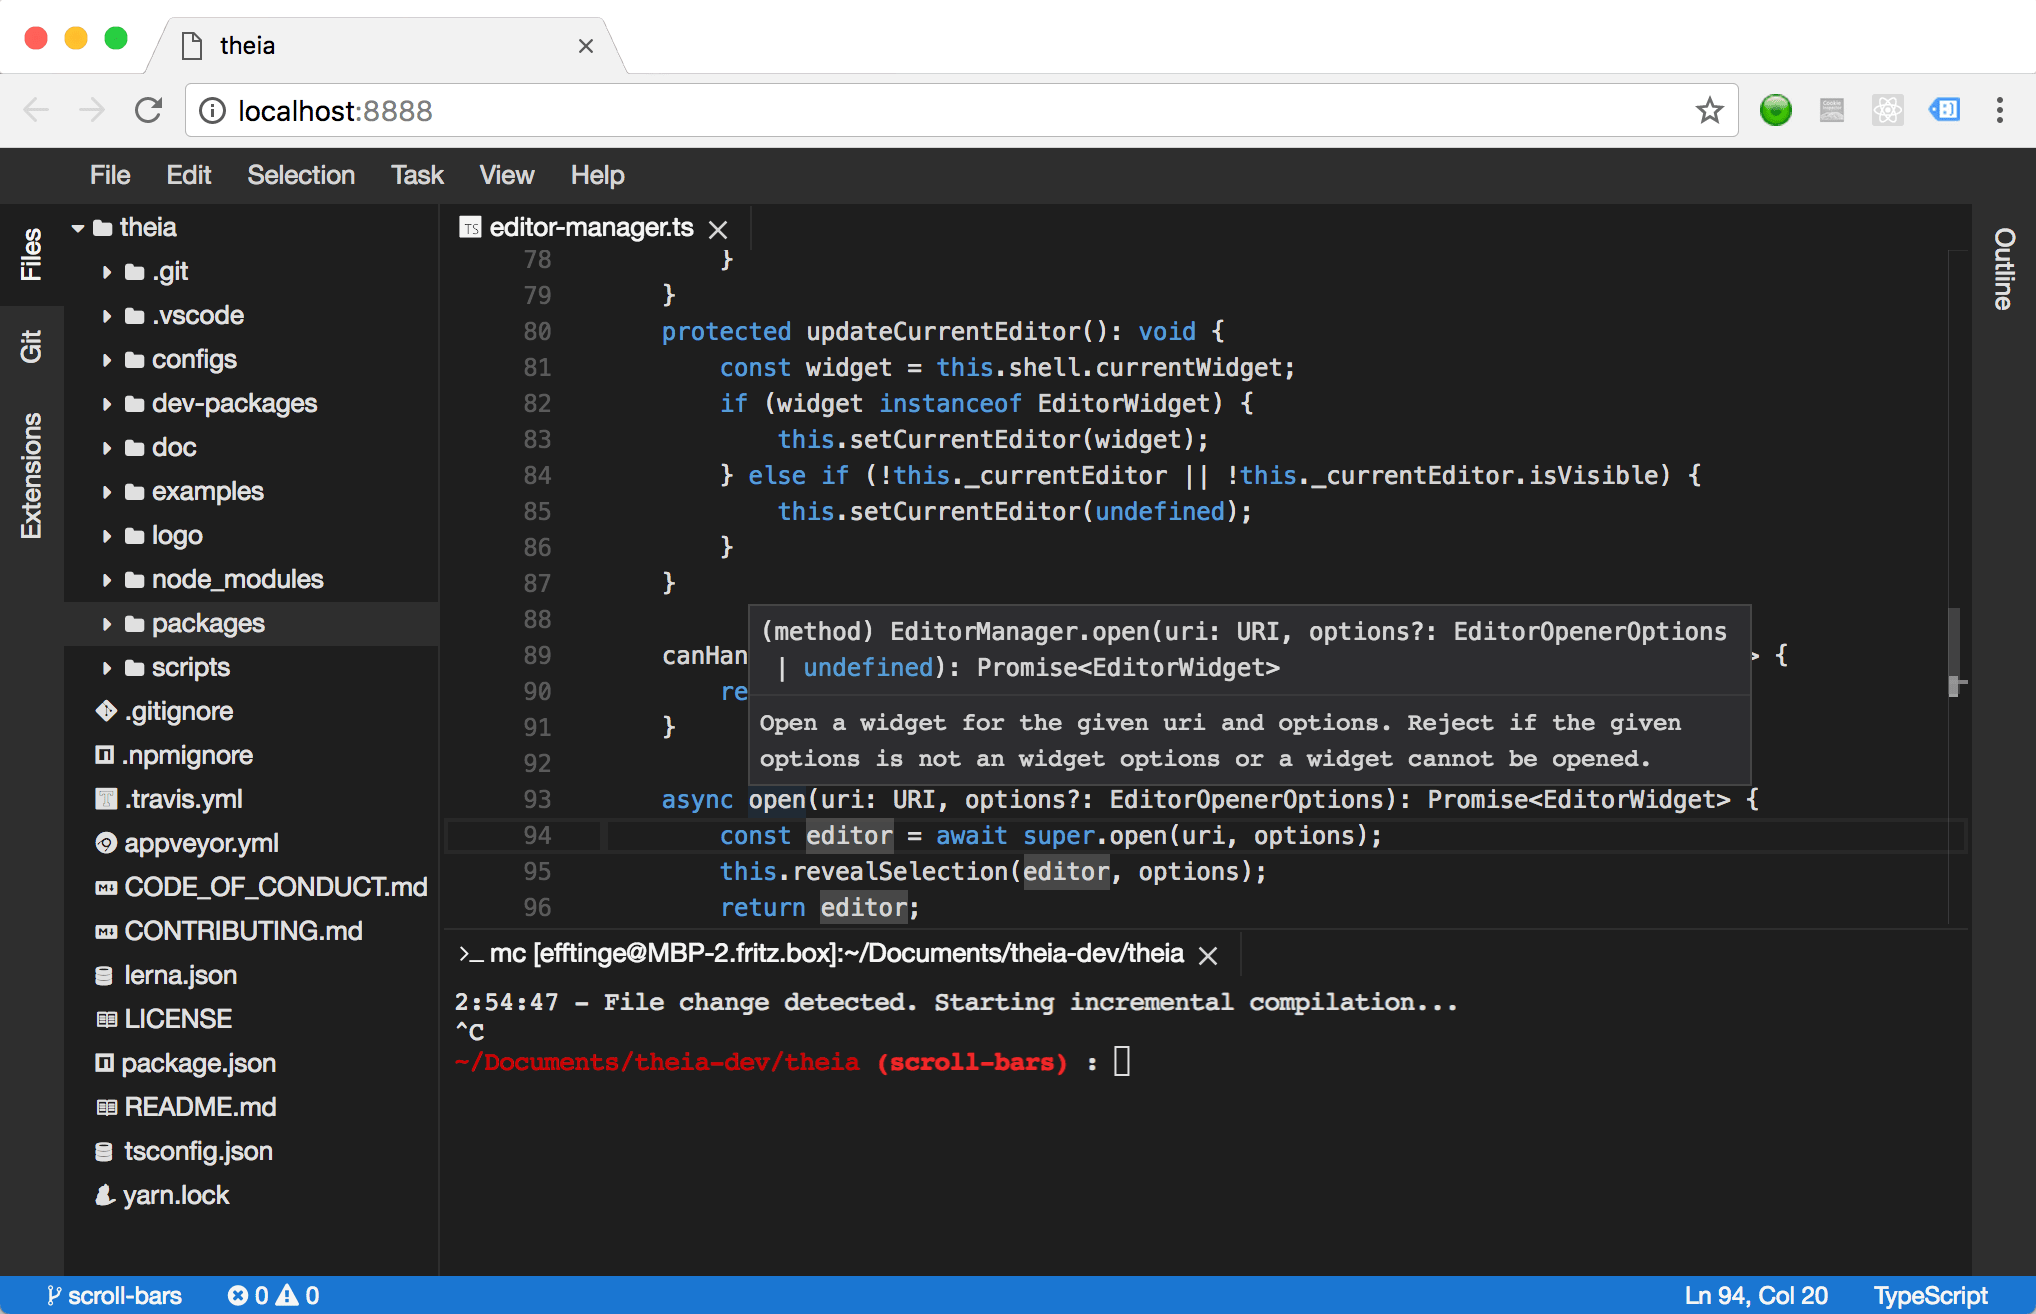 theia
localhost:8888
File Edit Selection Task View Help
Files
Git
Extensions
theia
.git
.vscode
configs
dev-packages
doc
examples
logo
node_modules
packages
scripts
.gitignore
.npmignore
.travis.yml
appveyor.yml
CODE_OF_CONDUCT.md
CONTRIBUTING.md
lerna.json
LICENSE
package.json
README.md
tsconfig.json
yarn.lock
TS editor-manager.ts
78 }
79 }
80 protected updateCurrentEditor(): void {
81 const widget = this.shell.currentWidget;
82 if (widget instanceof EditorWidget) {
83 this.setCurrentEditor(widget);
84 } else if (!this._currentEditor || !this._currentEditor.isVisible) {
85 this.setCurrentEditor(undefined);
86 }
87 }
88
(method) EditorManager.open(uri: URI, options?: EditorOpenerOptions
| undefined): Promise<EditorWidget>
Open a widget for the given uri and options. Reject if the given
options is not an widget options or a widget cannot be opened.
89 canHan > {
90 re
91 }
92
93 async open(uri: URI, options?: EditorOpenerOptions): Promise<EditorWidget> {
94 const editor = await super.open(uri, options);
95 this.revealSelection(editor, options);
96 return editor;
>_ mc [efftinge@MBP-2.fritz.box]:~/Documents/theia-dev/theia
2:54:47 - File change detected. Starting incremental compilation...
^C
~/Documents/theia-dev/theia (scroll-bars) :
Outline
scroll-bars 0 0 Ln 94, Col 20 TypeScript